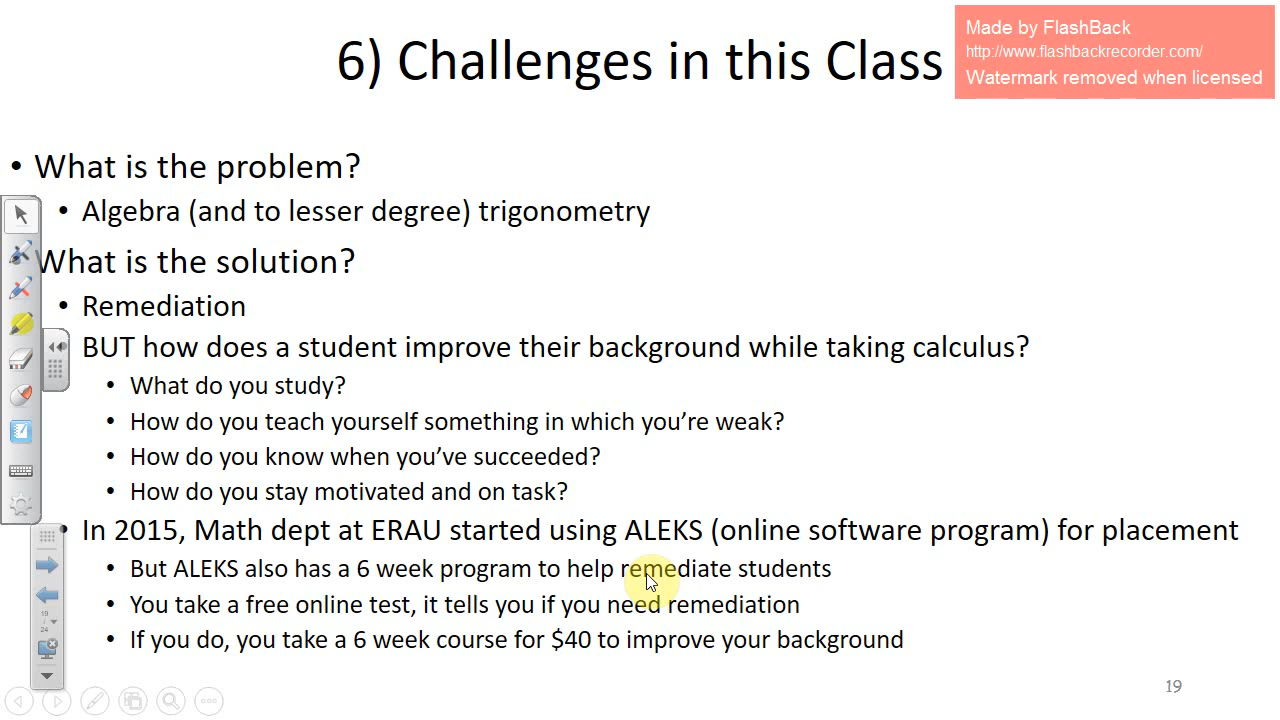 Made by FlashBack
http://www.flashbackrecorder.com/
Watermark removed when licensed
6) Challenges in this Class
• What is the problem?
• Algebra (and to lesser degree) trigonometry
What is the solution?
• Remediation
BUT how does a student improve their background while taking calculus?
• What do you study?
• How do you teach yourself something in which you’re weak?
• How do you know when you’ve succeeded?
• How do you stay motivated and on task?
• In 2015, Math dept at ERAU started using ALEKS (online software program) for placement
• But ALEKS also has a 6 week program to help remediate students
• You take a free online test, it tells you if you need remediation
• If you do, you take a 6 week course for $40 to improve your background
19
/
24
19